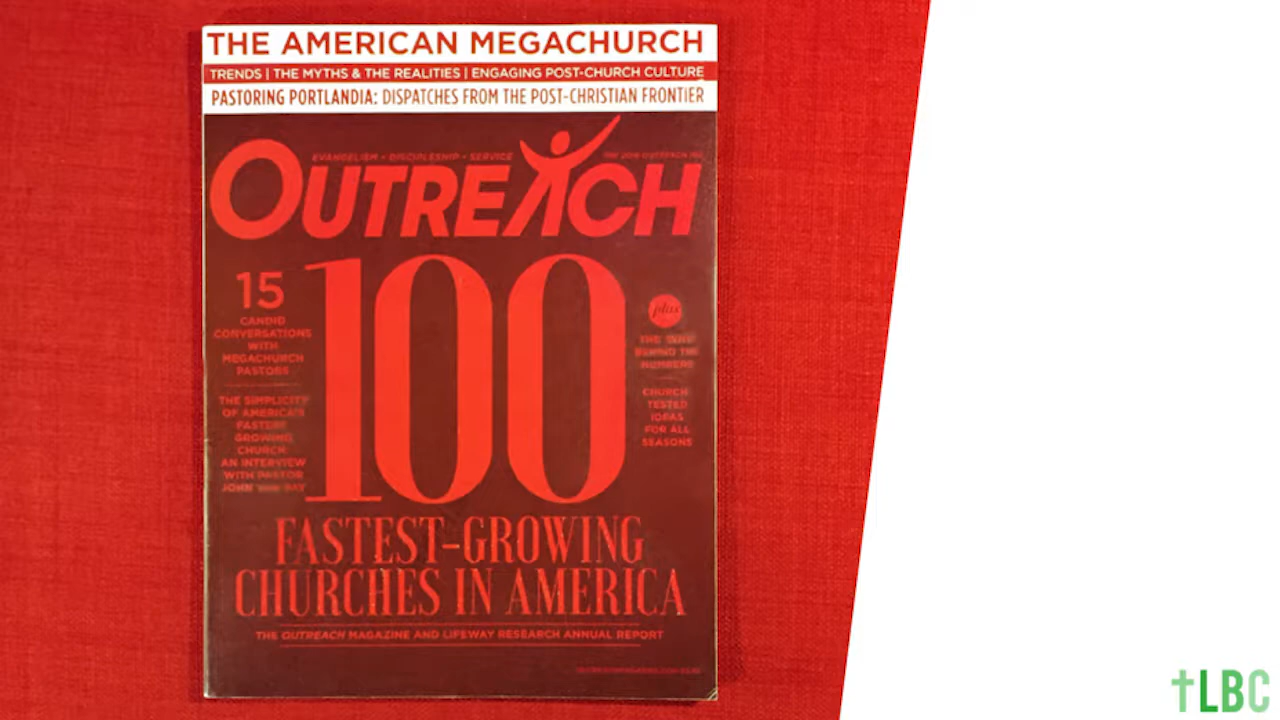 THE AMERICAN MEGACHURCH
TRENDS | THE MYTHS & THE REALITIES | ENGAGING POST-CHURCH CULTURE
PASTORING PORTLANDIA: DISPATCHES FROM THE POST-CHRISTIAN FRONTIER
EVANGELISM • DISCIPLESHIP • SERVICE
OUTREACH
100
15
CANDID
CONVERSATIONS
WITH
MEGACHURCH
PASTORS
THE SIMPLICITY
OF AMERICA'S
FASTEST
GROWING
CHURCH:
AN INTERVIEW
WITH PASTOR
JOHN
plus
THE
BEHIND THE
NUMBERS
CHURCH
TESTED
IDEAS
FOR ALL
SEASONS
FASTEST-GROWING
CHURCHES IN AMERICA
THE OUTREACH MAGAZINE AND LIFEWAY RESEARCH ANNUAL REPORT
LBC